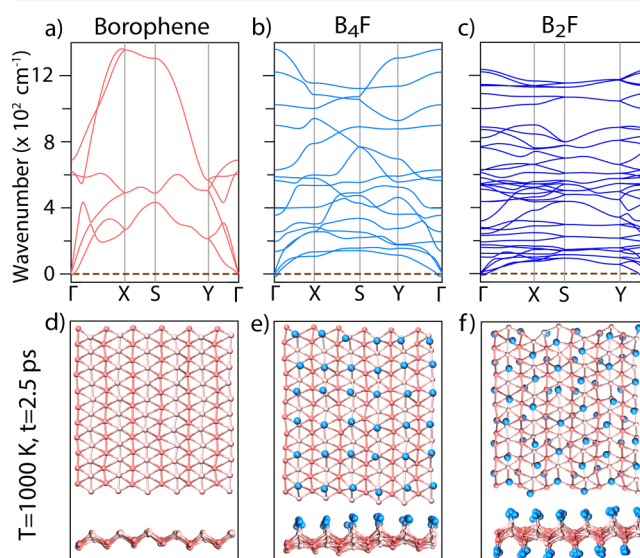 Borophene B₄F B₂F
a) b) c)
Wavenumber (x 10² cm⁻¹)
12
8
4
0
Γ X S Y Γ Γ X S Y Γ Γ X S Y Γ
d) e) f)
T=1000 K, t=2.5 ps